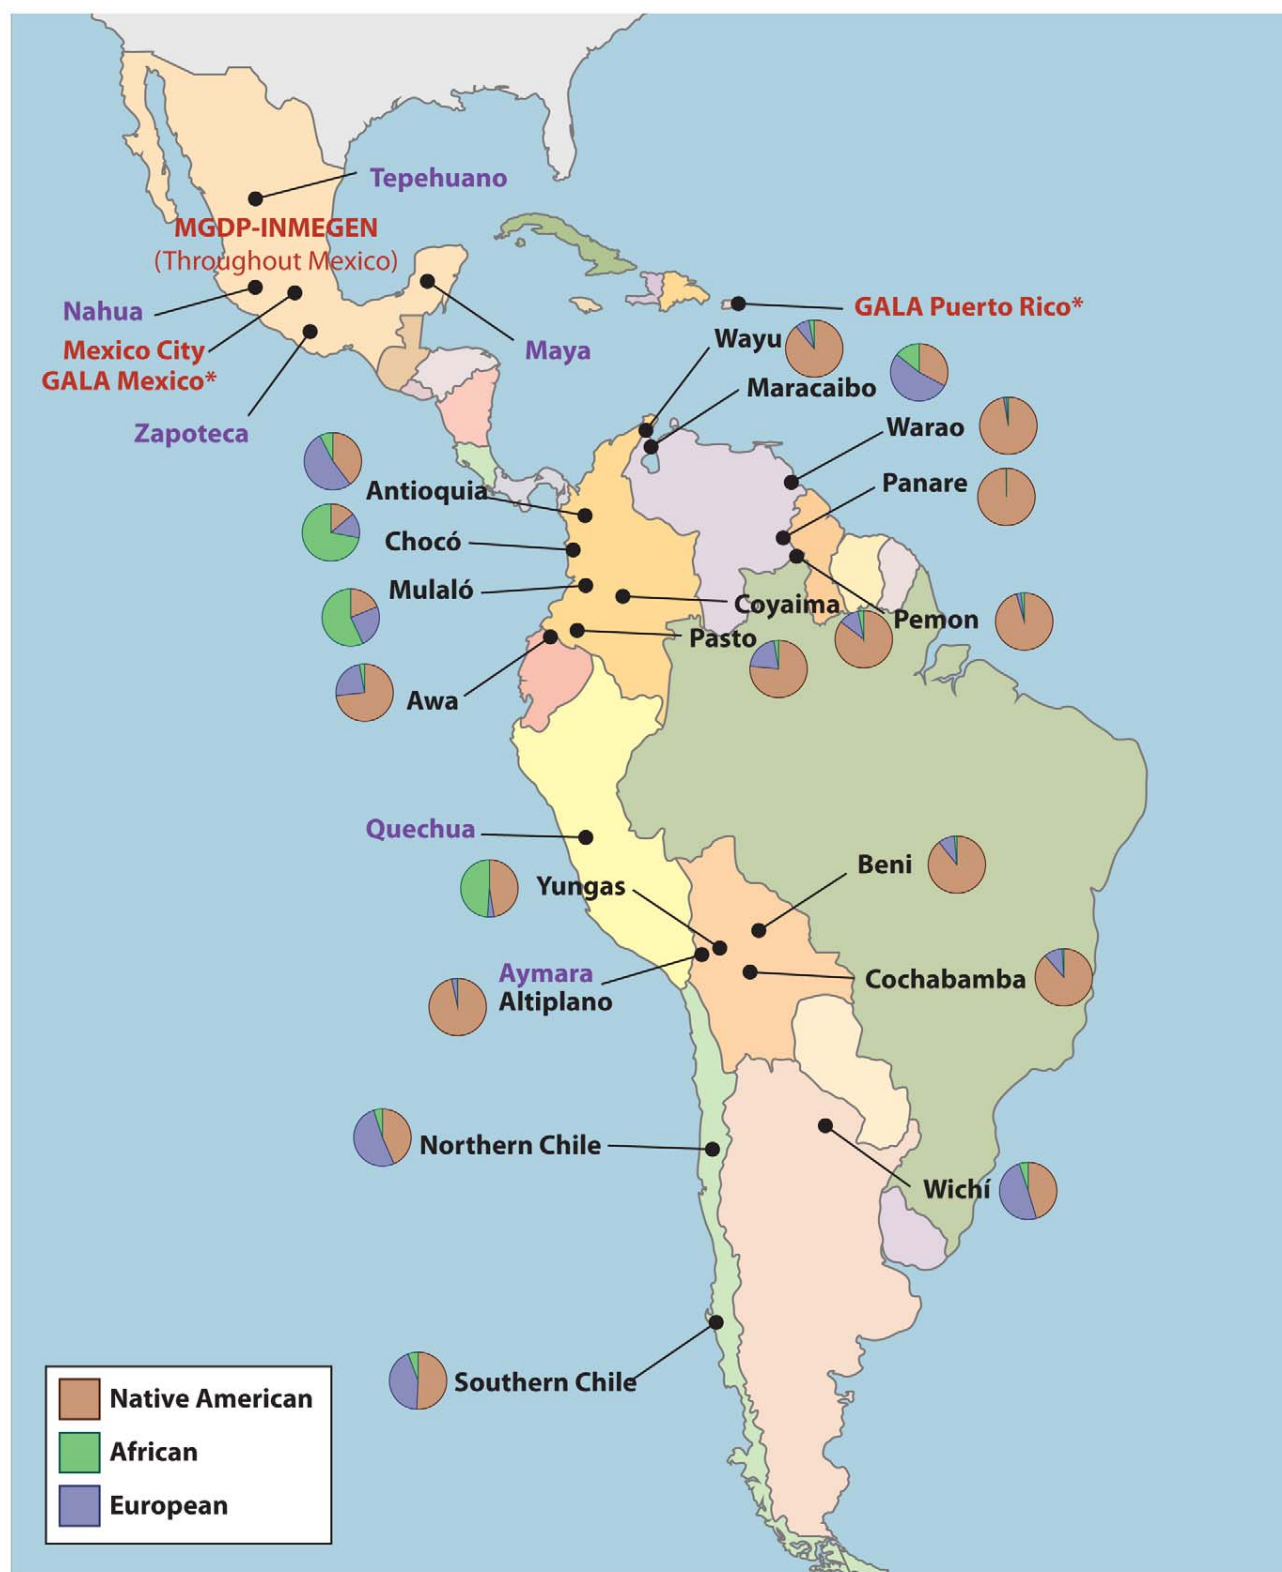 Tepehuano
MGDP-INMEGEN
(Throughout Mexico)
Nahua
Mexico City
GALA Mexico*
Zapoteca
Maya
GALA Puerto Rico*
Wayu
Maracaibo
Warao
Panare
Antioquia
Chocó
Mulaló
Coyaima
Pemon
Pasto
Awa
Quechua
Yungas
Beni
Aymara
Altiplano
Cochabamba
Northern Chile
Wichí
Southern Chile
Native American
African
European